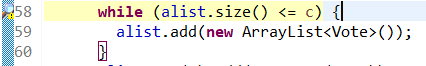 58 while (alist.size() <= c) {
59 alist.add(new ArrayList<Vote>());
60 }